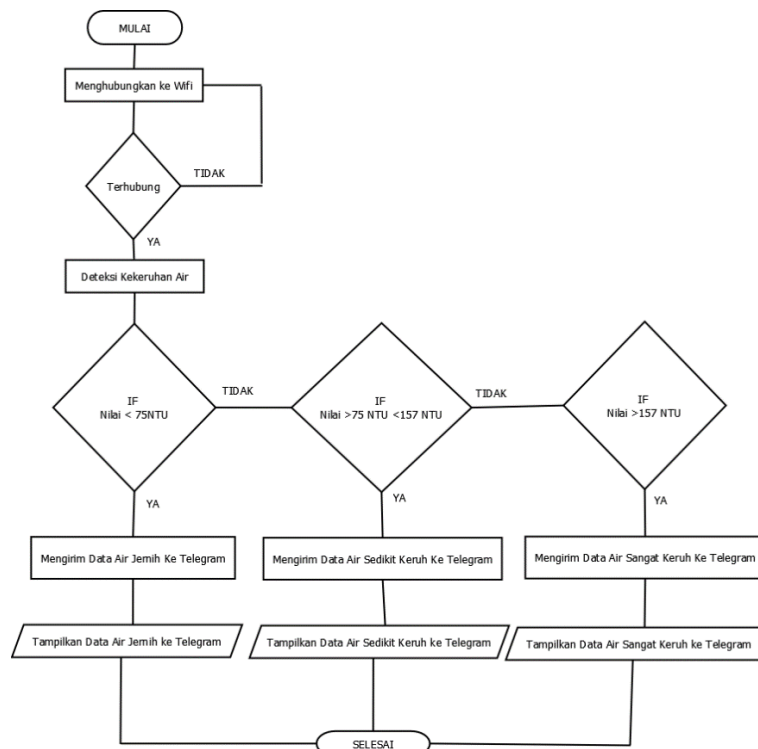 MULAI
Menghubungkan ke Wifi
TIDAK
Terhubung
YA
Deteksi Kekeruhan Air
IF
Nilai < 75NTU
TIDAK
IF
Nilai >75 NTU <157 NTU
TIDAK
IF
Nilai >157 NTU
YA
YA
YA
Mengirim Data Air Jernih Ke Telegram
Mengirim Data Air Sedikit Keruh Ke Telegram
Mengirim Data Air Sangat Keruh Ke Telegram
Tampilkan Data Air Jernih ke Telegram
Tampilkan Data Air Sedikit Keruh ke Telegram
Tampilkan Data Air Sangat Keruh ke Telegram
SELESAI